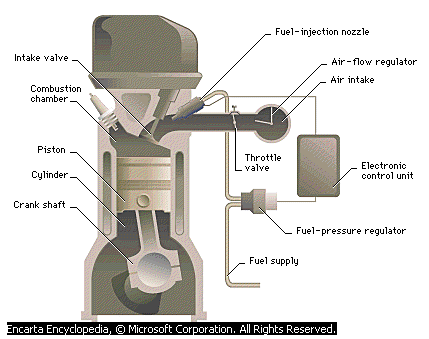 Fuel-injection nozzle
Intake valve
Air-flow regulator
Air intake
Combustion
chamber
Piston
Throttle
valve
Electronic
control unit
Cylinder
Crank shaft
Fuel-pressure regulator
Fuel supply
Encarta Encyclopedia, © Microsoft Corporation. All Rights Reserved.